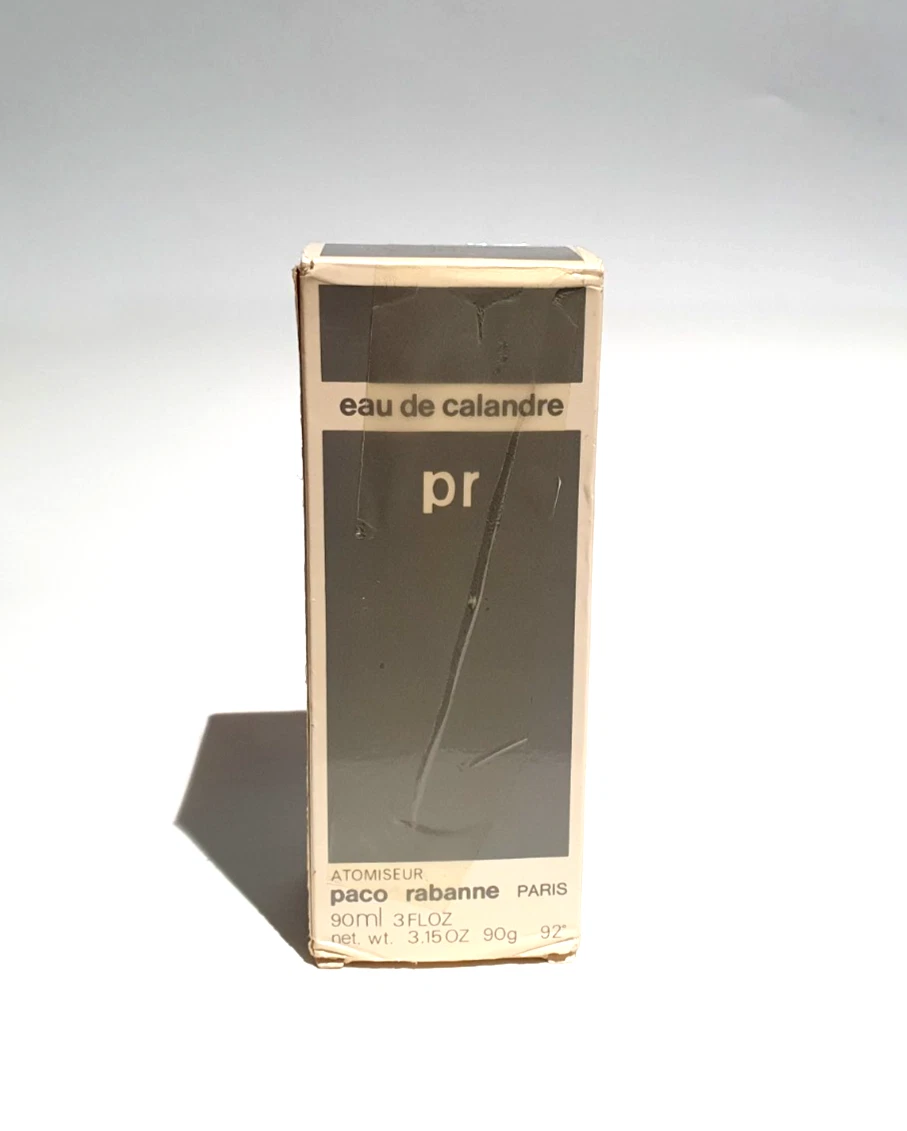 eau de calandre
pr
ATOMISEUR
paco rabanne PARIS
90ml 3FLOZ
net. wt. 3.15OZ 90g 92°